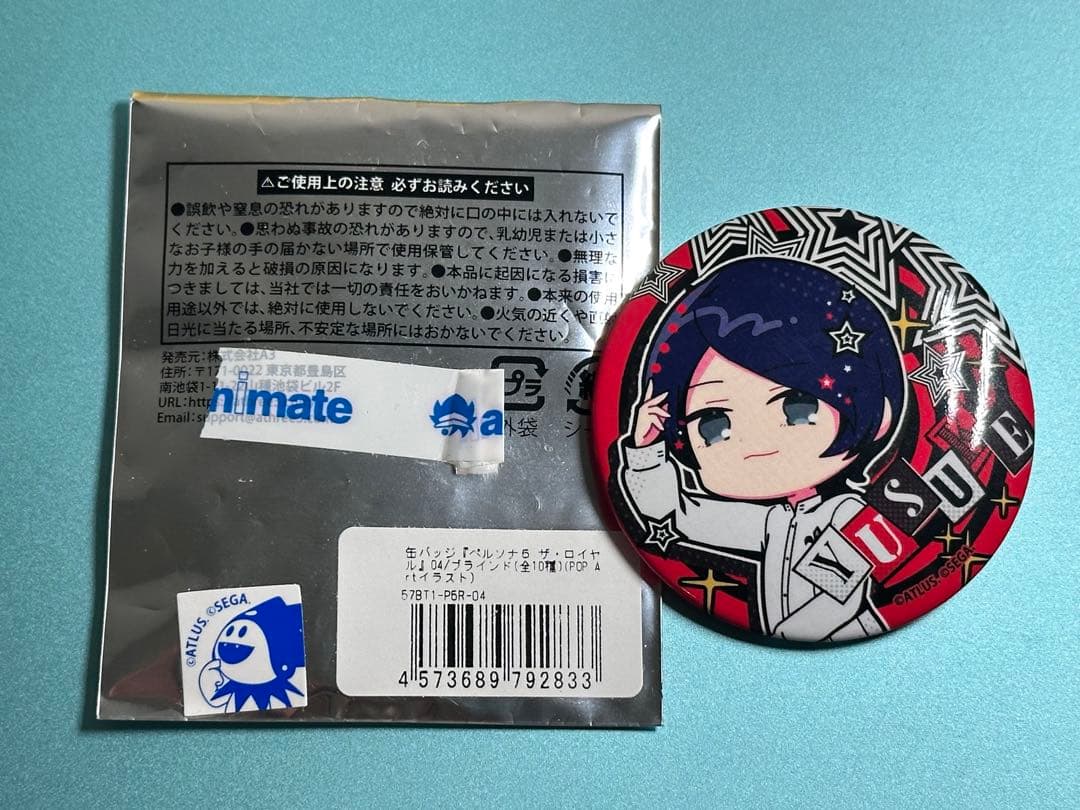 ⚠ご使用上の注意 必ずお読みください
●誤飲や窒息の恐れがありますので絶対に口の中には入れないで
ください。●思わぬ事故の恐れがありますので、乳幼児または小さ
なお子様の手の届かない場所で使用保管してください。●無理な
力を加えると破損の原因になります。●本品に起因になる損害に
つきましては、当社では一切の責任をおいかねます。●本来の使用
用途以外では、絶対に使用しないでください。●火気の近くや直
日光に当たる場所、不安定な場所にはおかないでください。
発売元:株式会社A3
住所:〒171-0022 東京都豊島区
南池袋1-
ビル2F
URL:http
Email:support@
nimate
a
プラ
外袋
缶バッジ『ペルソナ5 ザ・ロイヤ
ル』04/ブラインド(全10種)(POP A
rtイラスト)
57BT1-P5R-04
4 573689 792833
©ATLUS. ©SEGA.
YUSUKE
©ATLUS. ©SEGA.